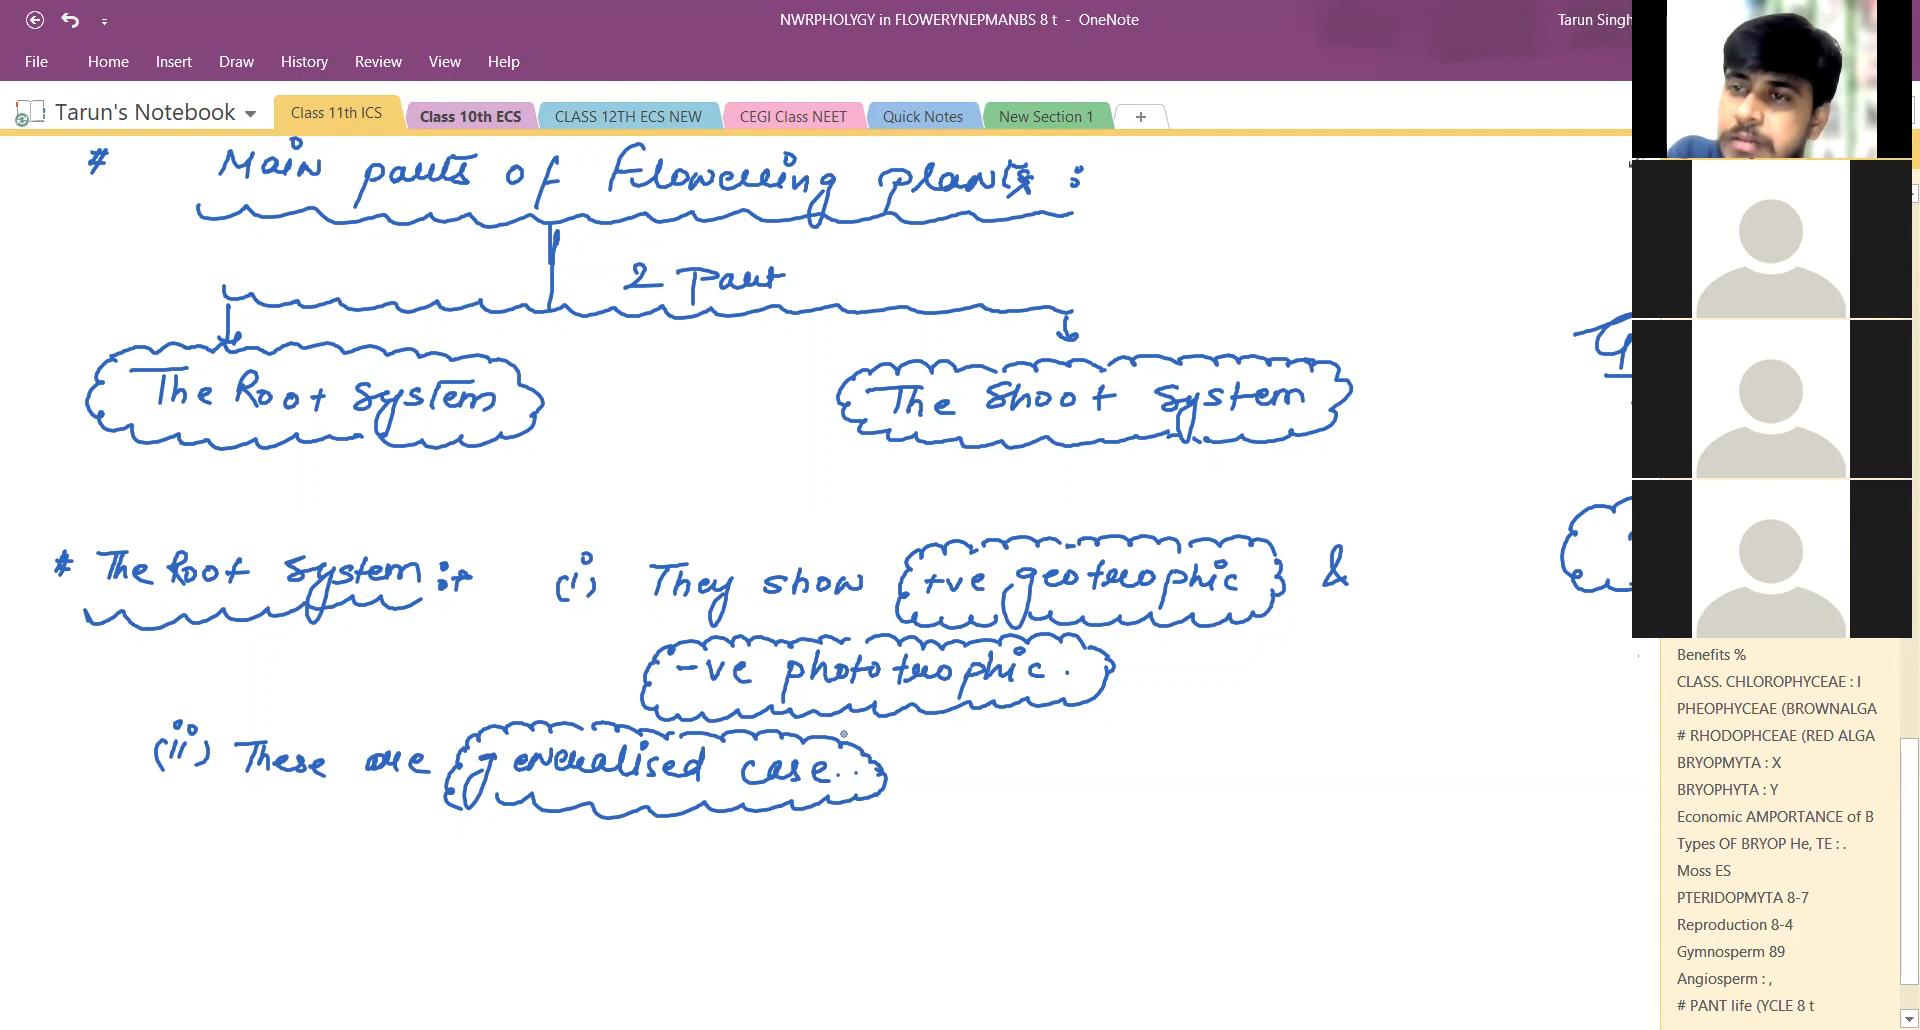 NWRPHOLYGY in FLOWERYNEPMANBS 8 t - OneNote
Tarun Singh
File Home Insert Draw History Review View Help
Tarun's Notebook
Class 11th ICS Class 10th ECS CLASS 12TH ECS NEW CEGI Class NEET Quick Notes New Section 1 +
# Main parts of Flowering plants :
2 Part
The Root System
The Shoot System
* The Root System :- (i) They show +ve geotrophic &
-ve phototrophic.
(ii) These are generalised case..
Benefits %
CLASS. CHLOROPHYCEAE : I
PHEOPHYCEAE (BROWNALGA
# RHODOPHCEAE (RED ALGA
BRYOPMYTA : X
BRYOPHYTA : Y
Economic AMPORTANCE of B
Types OF BRYOP He, TE : .
Moss ES
PTERIDOPMYTA 8-7
Reproduction 8-4
Gymnosperm 89
Angiosperm : ,
# PANT life (YCLE 8 t